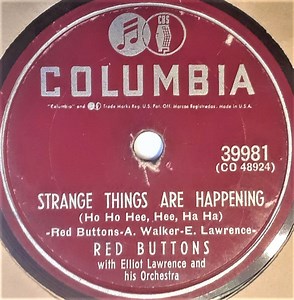 CBS
COLUMBIA
"Columbia" and Trade Marks Reg. U.S. Pat. Off. Marcas Registradas. Made in U.S.A.
39981
(CO 48924)
STRANGE THINGS ARE HAPPENING
(Ho Ho Hee, Hee, Ha Ha)
-Red Buttons-A. Walker-E. Lawrence-
RED BUTTONS
with Elliot Lawrence and
his Orchestra